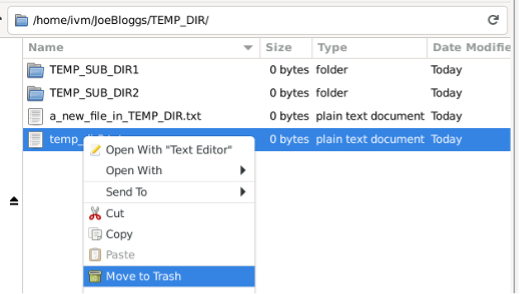 /home/ivm/JoeBloggs/TEMP_DIR/
Name Size Type Date Modifie
TEMP_SUB_DIR1 0 bytes folder Today
TEMP_SUB_DIR2 0 bytes folder Today
a_new_file_in_TEMP_DIR.txt 0 bytes plain text document Today
0 bytes plain text document Today
Open With "Text Editor"
Open With
Send To
Cut
Copy
Paste
Move to Trash